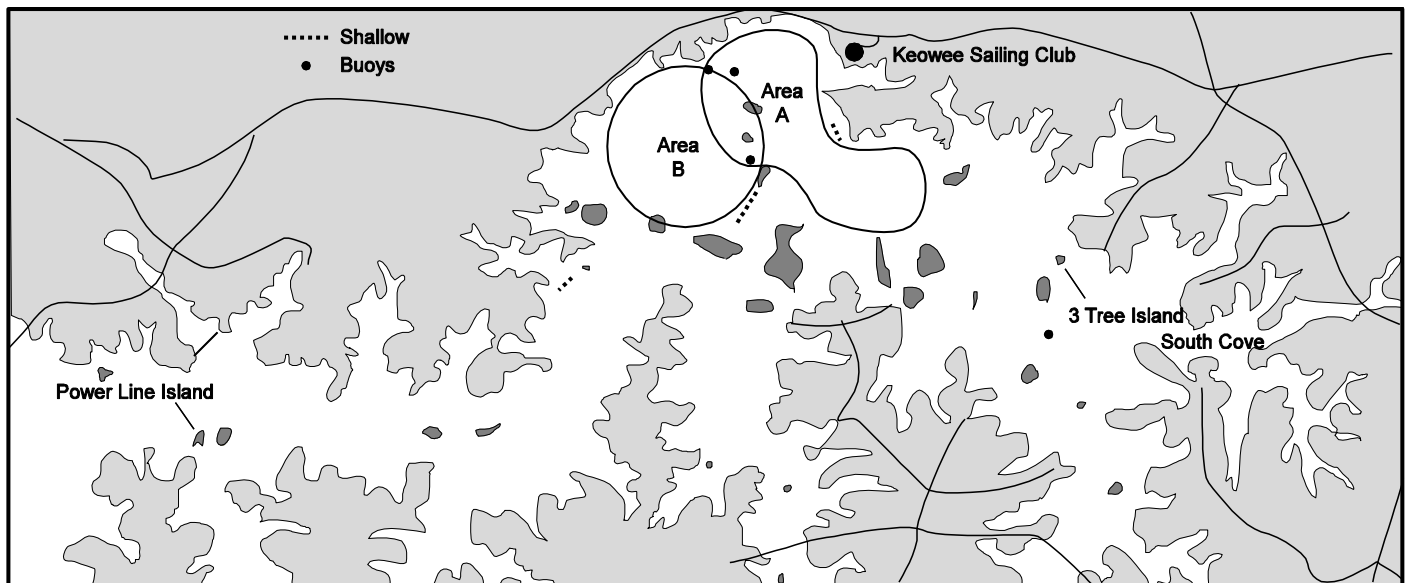 Shallow
Buoys
Keowee Sailing Club
Area
A
Area
B
3 Tree Island
South Cove
Power Line Island